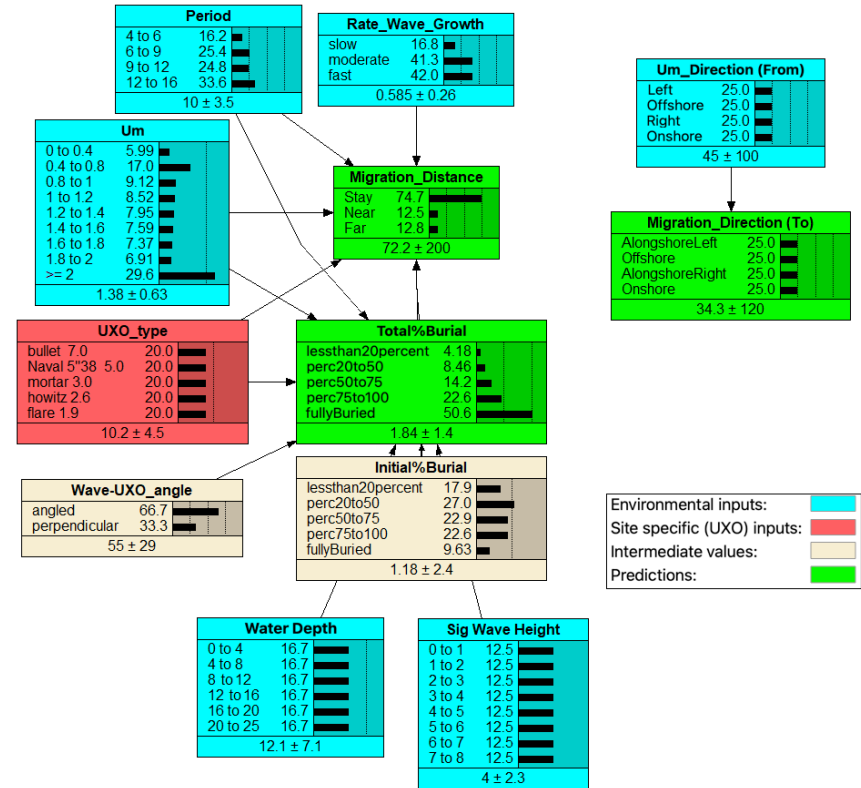 Period
4 to 6 16.2
6 to 9 25.4
9 to 12 24.8
12 to 16 33.6
10 ± 3.5
Rate_Wave_Growth
slow 16.8
moderate 41.3
fast 42.0
0.585 ± 0.26
Um_Direction (From)
Left 25.0
Offshore 25.0
Right 25.0
Onshore 25.0
45 ± 100
Um
0 to 0.4 5.99
0.4 to 0.8 17.0
0.8 to 1 9.12
1 to 1.2 8.52
1.2 to 1.4 7.95
1.4 to 1.6 7.59
1.6 to 1.8 7.37
1.8 to 2 6.91
>= 2 29.6
1.38 ± 0.63
Migration_Distance
Stay 74.7
Near 12.5
Far 12.8
72.2 ± 200
Migration_Direction (To)
AlongshoreLeft 25.0
Offshore 25.0
AlongshoreRight 25.0
Onshore 25.0
34.3 ± 120
UXO_type
bullet 7.0 20.0
Naval 5"38 5.0 20.0
mortar 3.0 20.0
howitz 2.6 20.0
flare 1.9 20.0
10.2 ± 4.5
Total%Burial
lessthan20percent 4.18
perc20to50 8.46
perc50to75 14.2
perc75to100 22.6
fullyBuried 50.6
1.84 ± 1.4
Wave-UXO_angle
angled 66.7
perpendicular 33.3
55 ± 29
Initial%Burial
lessthan20percent 17.9
perc20to50 27.0
perc50to75 22.9
perc75to100 22.6
fullyBuried 9.63
1.18 ± 2.4
Environmental inputs:
Site specific (UXO) inputs:
Intermediate values:
Predictions:
Water Depth
0 to 4 16.7
4 to 8 16.7
8 to 12 16.7
12 to 16 16.7
16 to 20 16.7
20 to 25 16.7
12.1 ± 7.1
Sig Wave Height
0 to 1 12.5
1 to 2 12.5
2 to 3 12.5
3 to 4 12.5
4 to 5 12.5
5 to 6 12.5
6 to 7 12.5
7 to 8 12.5
4 ± 2.3